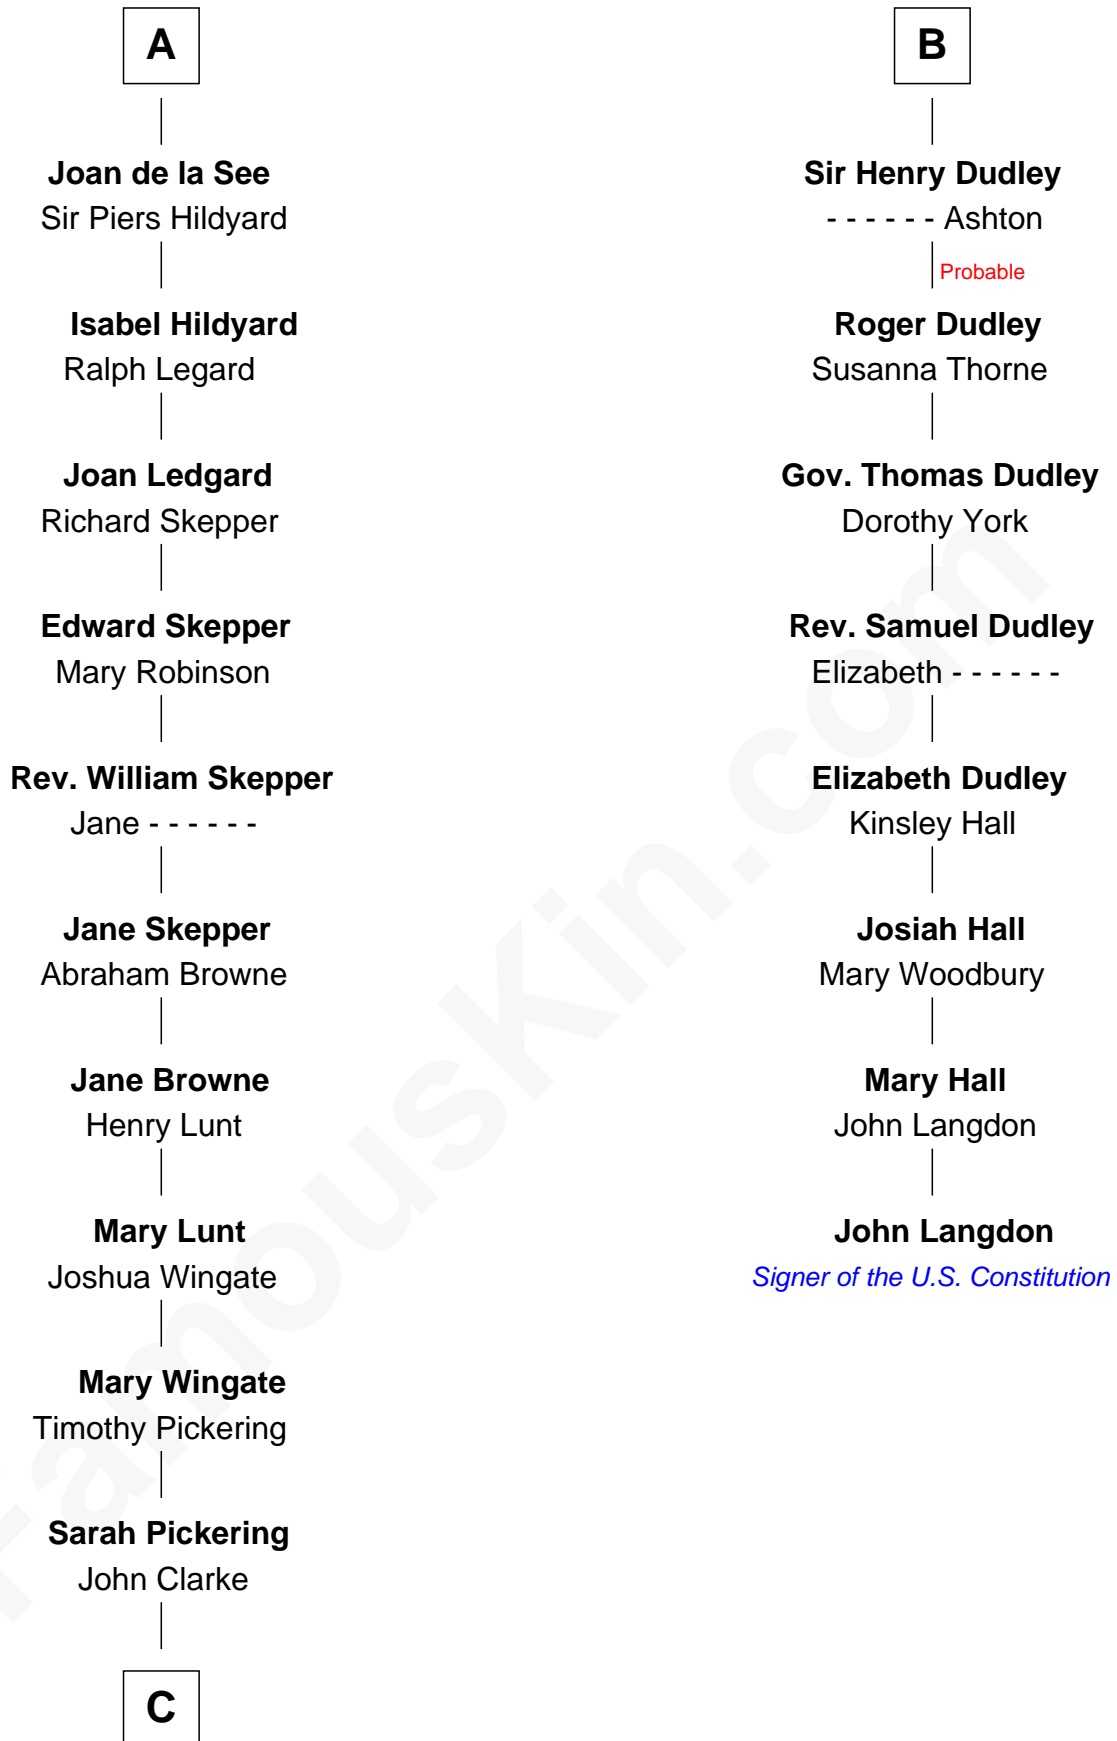 A
Joan de la See
Sir Piers Hildyard
Isabel Hildyard
Ralph Legard
Joan Ledgard
Richard Skepper
Edward Skepper
Mary Robinson
Rev. William Skepper
Jane - - - - - -
Jane Skepper
Abraham Browne
Jane Browne
Henry Lunt
Mary Lunt
Joshua Wingate
Mary Wingate
Timothy Pickering
Sarah Pickering
John Clarke
C
B
Sir Henry Dudley
- - - - - - Ashton
Probable
Roger Dudley
Susanna Thorne
Gov. Thomas Dudley
Dorothy York
Rev. Samuel Dudley
Elizabeth - - - - - -
Elizabeth Dudley
Kinsley Hall
Josiah Hall
Mary Woodbury
Mary Hall
John Langdon
John Langdon
Signer of the U.S. Constitution
FamousKin.com